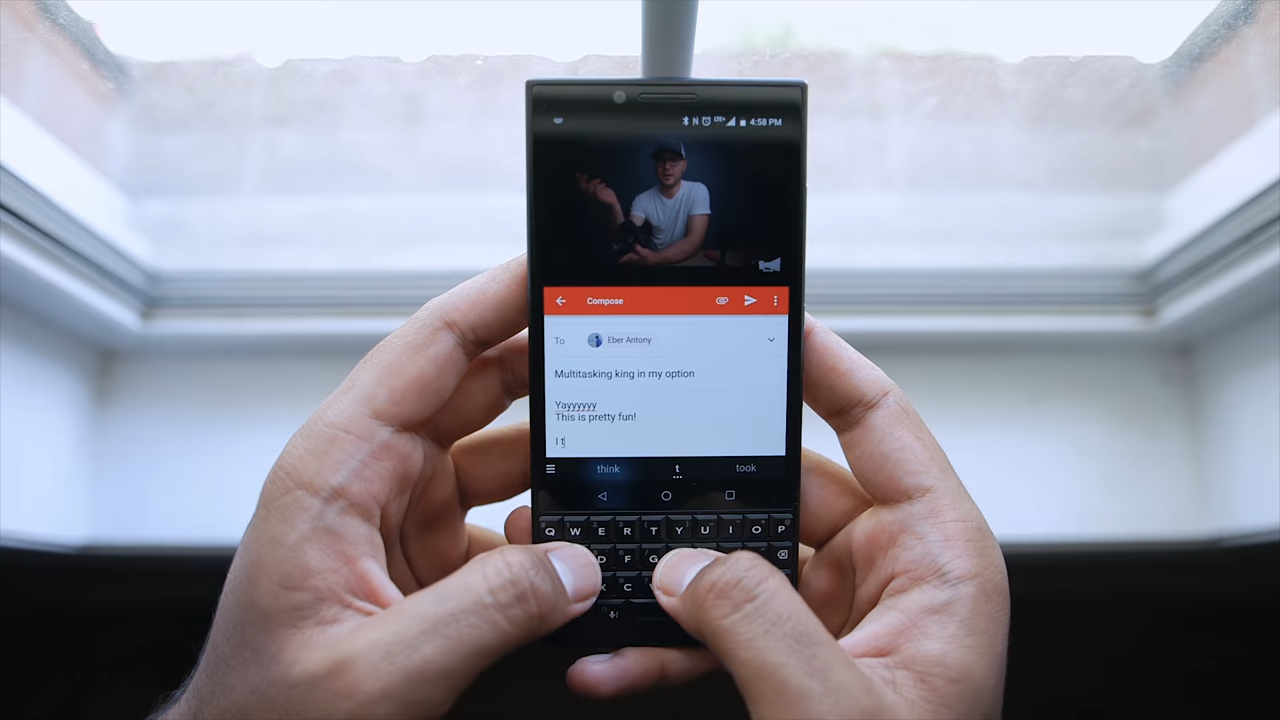 LTE+ 4:58 PM
Compose
To Eber Antony
Multitasking king in my option
Yayyyyyy
This is pretty fun!
I t
think t took
Q W E R T Y U I O P
D F G
C